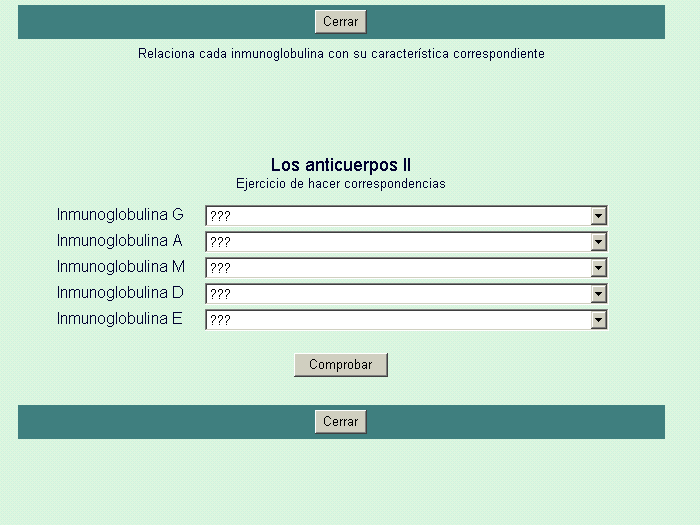 Cerrar
Relaciona cada inmunoglobulina con su característica correspondiente
Los anticuerpos II
Ejercicio de hacer correspondencias
Inmunoglobulina G ???
Inmunoglobulina A ???
Inmunoglobulina M ???
Inmunoglobulina D ???
Inmunoglobulina E ???
Comprobar
Cerrar